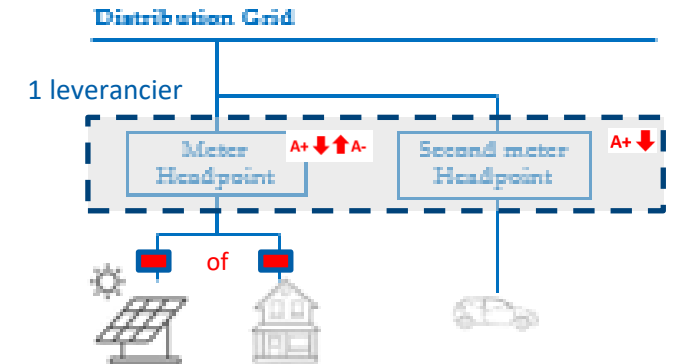 Distribution Grid
1 leverancier
Meter
Headpoint
A+ A-
Second meter
Headpoint
A+
of